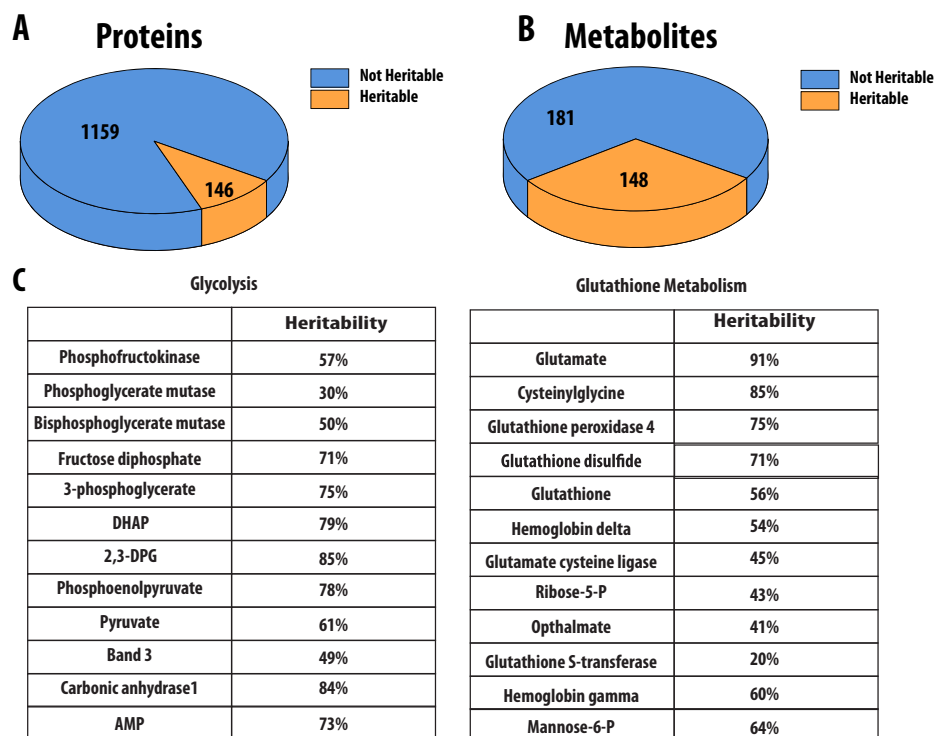 A
Proteins
Not Heritable
Heritable
1159
146
B
Metabolites
Not Heritable
Heritable
181
148
C
Glycolysis
Heritability
Phosphofructokinase 57%
Phosphoglycerate mutase 30%
Bisphosphoglycerate mutase 50%
Fructose diphosphate 71%
3-phosphoglycerate 75%
DHAP 79%
2,3-DPG 85%
Phosphoenolpyruvate 78%
Pyruvate 61%
Band 3 49%
Carbonic anhydrase1 84%
AMP 73%
Glutathione Metabolism
Heritability
Glutamate 91%
Cysteinylglycine 85%
Glutathione peroxidase 4 75%
Glutathione disulfide 71%
Glutathione 56%
Hemoglobin delta 54%
Glutamate cysteine ligase 45%
Ribose-5-P 43%
Opthalmate 41%
Glutathione S-transferase 20%
Hemoglobin gamma 60%
Mannose-6-P 64%